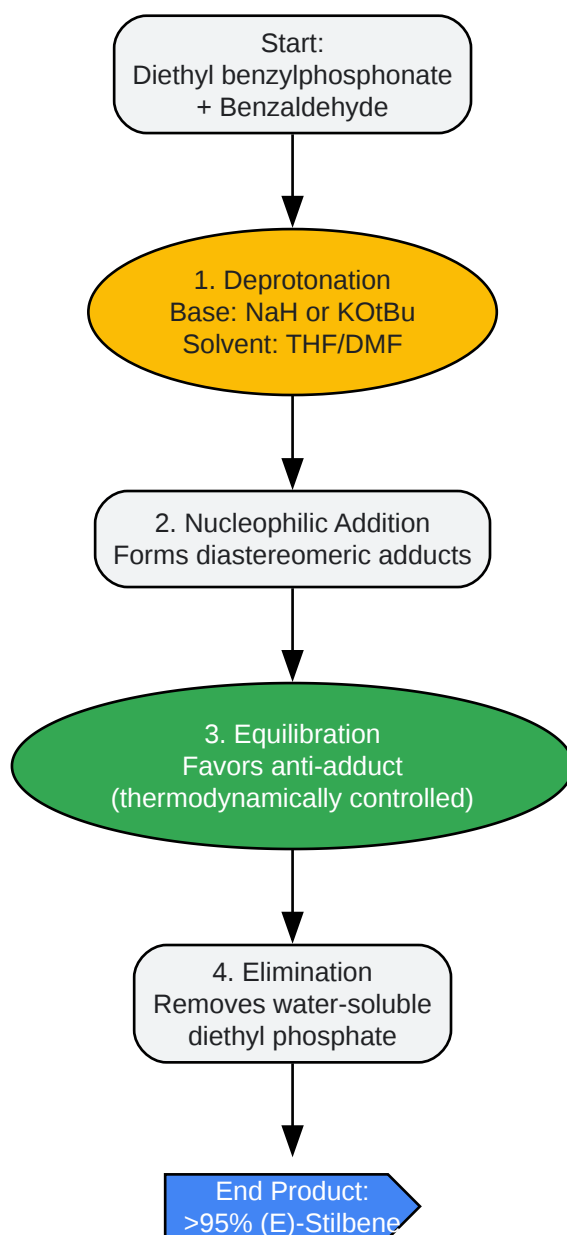 Start:
Diethyl benzylphosphonate
+ Benzaldehyde
1. Deprotonation
Base: NaH or KOtBu
Solvent: THF/DMF
2. Nucleophilic Addition
Forms diastereomeric adducts
3. Equilibration
Favors anti-adduct
(thermodynamically controlled)
4. Elimination
Removes water-soluble
diethyl phosphate
End Product:
>95% (E)-Stilbene